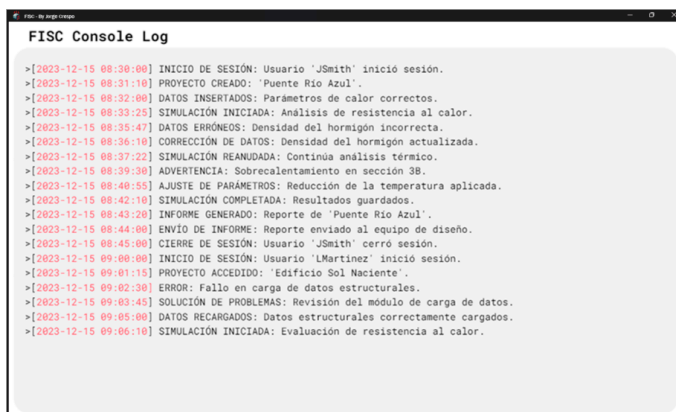 FISC - By Jorge Crespo
FISC Console Log
>[2023-12-15 08:30:00] INICIO DE SESIÓN: Usuario 'JSmith' inició sesión.
>[2023-12-15 08:31:10] PROYECTO CREADO: 'Puente Río Azul'.
>[2023-12-15 08:32:00] DATOS INSERTADOS: Parámetros de calor correctos.
>[2023-12-15 08:33:25] SIMULACIÓN INICIADA: Análisis de resistencia al calor.
>[2023-12-15 08:35:47] DATOS ERRÓNEOS: Densidad del hormigón incorrecta.
>[2023-12-15 08:36:10] CORRECCIÓN DE DATOS: Densidad del hormigón actualizada.
>[2023-12-15 08:37:22] SIMULACIÓN REANUDADA: Continúa análisis térmico.
>[2023-12-15 08:39:30] ADVERTENCIA: Sobrecalentamiento en sección 3B.
>[2023-12-15 08:40:55] AJUSTE DE PARÁMETROS: Reducción de la temperatura aplicada.
>[2023-12-15 08:42:10] SIMULACIÓN COMPLETADA: Resultados guardados.
>[2023-12-15 08:43:20] INFORME GENERADO: Reporte de 'Puente Río Azul'.
>[2023-12-15 08:44:00] ENVÍO DE INFORME: Reporte enviado al equipo de diseño.
>[2023-12-15 08:45:00] CIERRE DE SESIÓN: Usuario 'JSmith' cerró sesión.
>[2023-12-15 09:00:00] INICIO DE SESIÓN: Usuario 'LMartinez' inició sesión.
>[2023-12-15 09:01:15] PROYECTO ACCEDIDO: 'Edificio Sol Naciente'.
>[2023-12-15 09:02:30] ERROR: Fallo en carga de datos estructurales.
>[2023-12-15 09:03:45] SOLUCIÓN DE PROBLEMAS: Revisión del módulo de carga de datos.
>[2023-12-15 09:05:00] DATOS RECARGADOS: Datos estructurales correctamente cargados.
>[2023-12-15 09:06:10] SIMULACIÓN INICIADA: Evaluación de resistencia al calor.